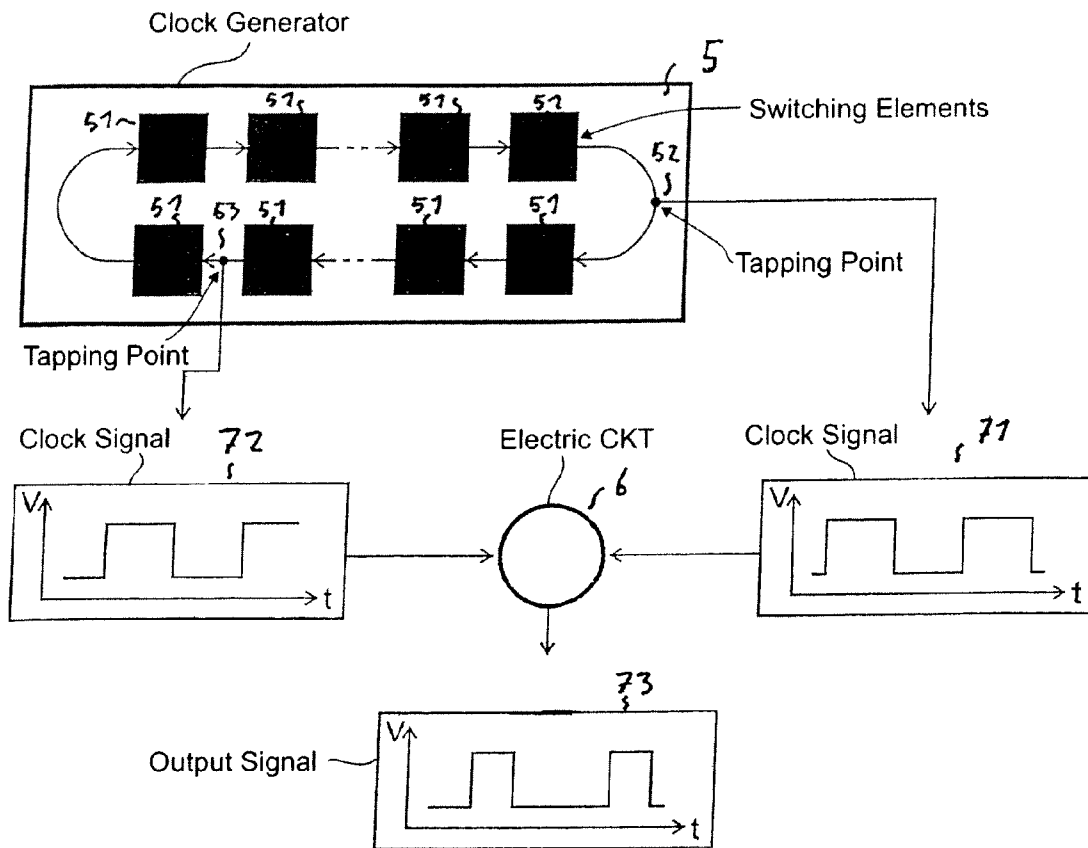 Clock Generator
5
51
51
51
51
Switching Elements
52
51
53
51
51
51
Tapping Point
Tapping Point
Clock Signal
72
Electric CKT
6
Clock Signal
71
V
t
V
t
73
Output Signal
V
t